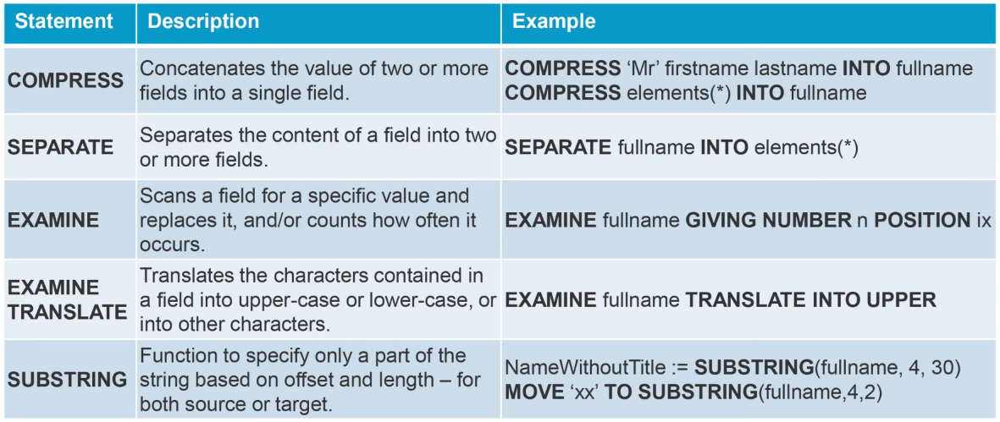 Statement Description Example
COMPRESS
Concatenates the value of two or more
fields into a single field.
COMPRESS ‘Mr’ firstname lastname INTO fullname
COMPRESS elements(*) INTO fullname
SEPARATE
Separates the content of a field into two
or more fields.
SEPARATE fullname INTO elements(*)
EXAMINE
Scans a field for a specific value and
replaces it, and/or counts how often it
occurs.
EXAMINE fullname GIVING NUMBER n POSITION ix
EXAMINE
TRANSLATE
Translates the characters contained in
a field into upper-case or lower-case, or
into other characters.
EXAMINE fullname TRANSLATE INTO UPPER
SUBSTRING
Function to specify only a part of the
string based on offset and length – for
both source or target.
NameWithoutTitle := SUBSTRING(fullname, 4, 30)
MOVE ‘xx’ TO SUBSTRING(fullname,4,2)